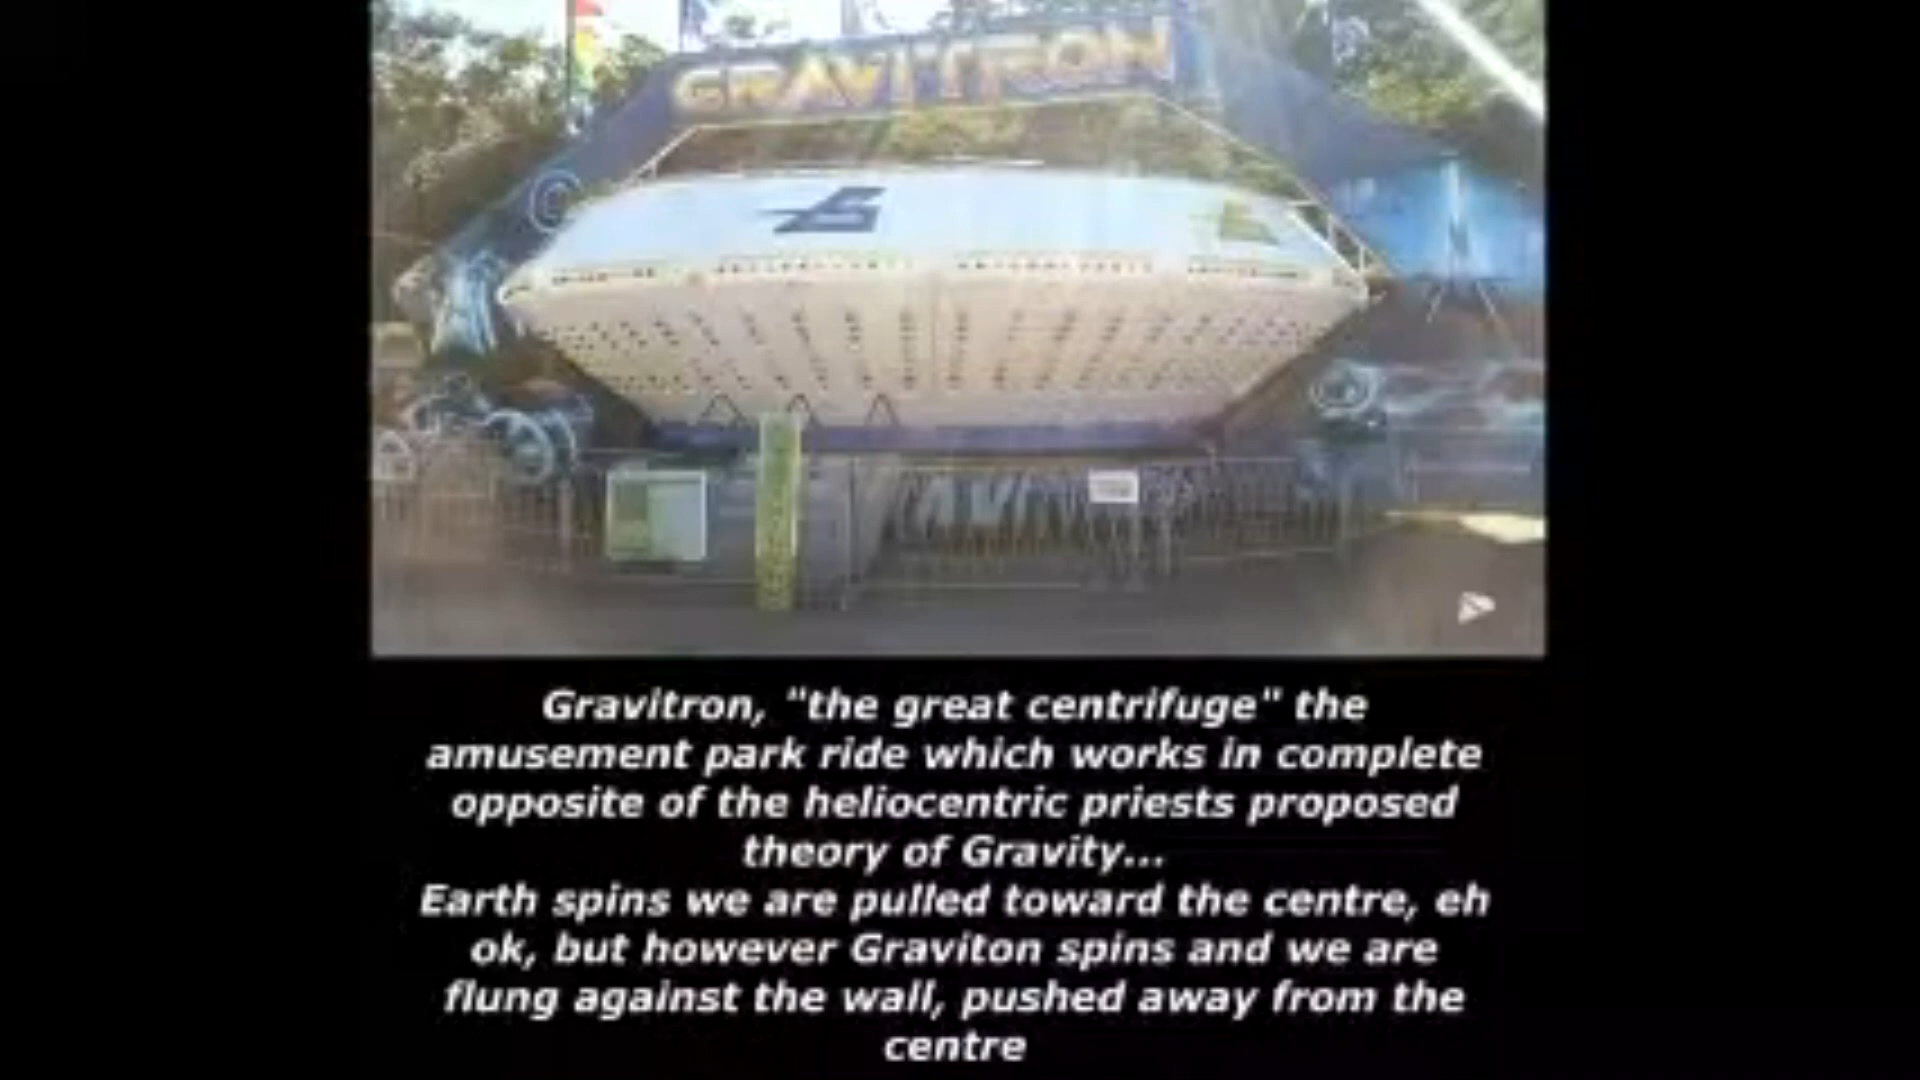 GRAVITRON
Gravitron, "the great centrifuge" the
amusement park ride which works in complete
opposite of the heliocentric priests proposed
theory of Gravity...
Earth spins we are pulled toward the centre, eh
ok, but however Graviton spins and we are
flung against the wall, pushed away from the
centre